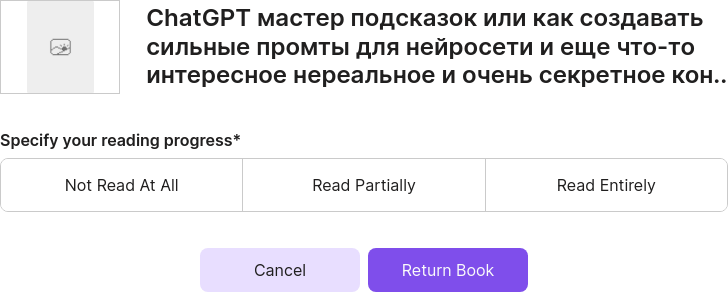 ChatGPT мастер подсказок или как создавать
сильные промты для нейросети и еще что-то
интересное нереальное и очень секретное кон..
Specify your reading progress*
Not Read At All
Read Partially
Read Entirely
Cancel
Return Book